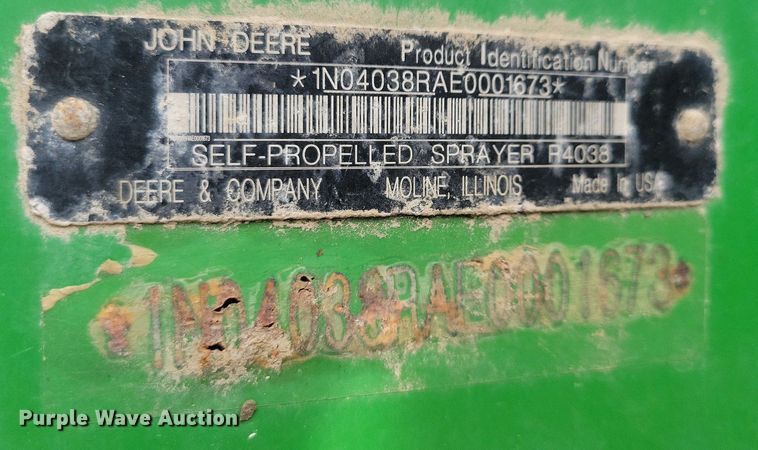 JOHN DEERE Product Identification Number
*1N04038RAE0001673*
SELF-PROPELLED SPRAYER R4038
DEERE & COMPANY MOLINE, ILLINOIS Made In USA
*1N04038RAE0001673*
Purple Wave Auction